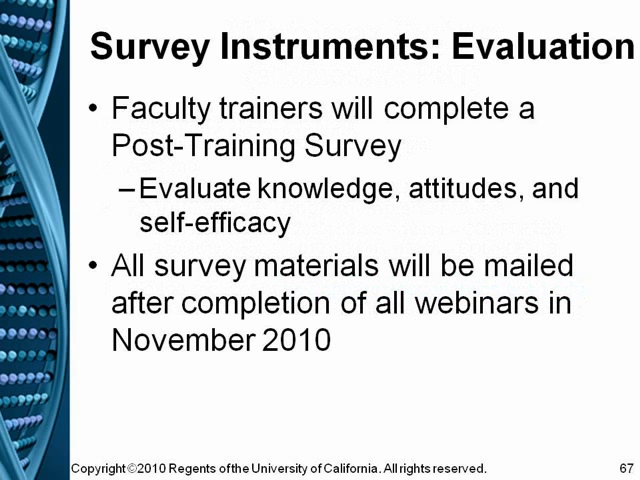 Survey Instruments: Evaluation
• Faculty trainers will complete a
Post-Training Survey
–Evaluate knowledge, attitudes, and
self-efficacy
• All survey materials will be mailed
after completion of all webinars in
November 2010
Copyright ©2010 Regents of the University of California. All rights reserved. 67